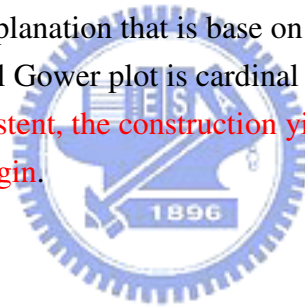 planation that is base on
l Gower plot is cardinal
stent, the construction yi
gin.
E S
1896